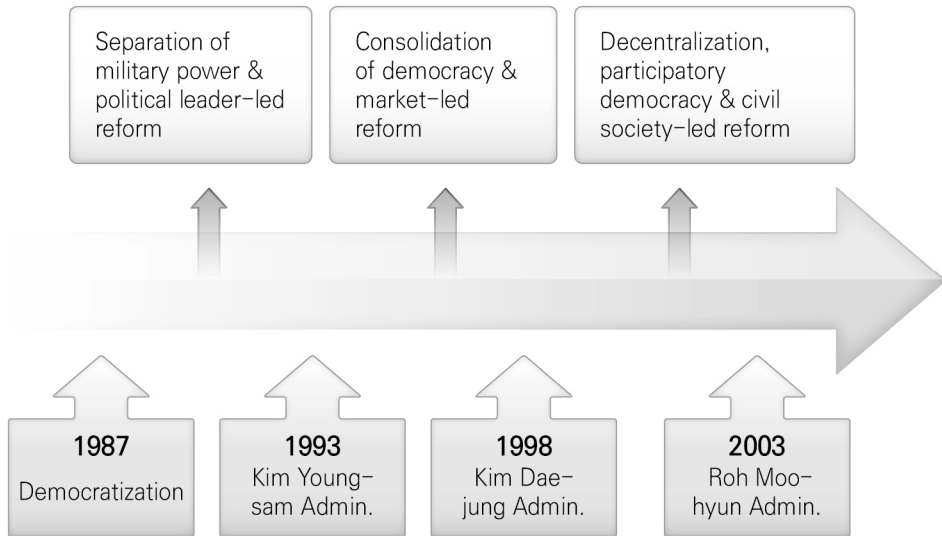 Separation of
military power &
political leader-led
reform
Consolidation
of democracy &
market-led
reform
Decentralization,
participatory
democracy & civil
society-led reform
1987
Democratization
1993
Kim Young-
sam Admin.
1998
Kim Dae-
jung Admin.
2003
Roh Moo-
hyun Admin.